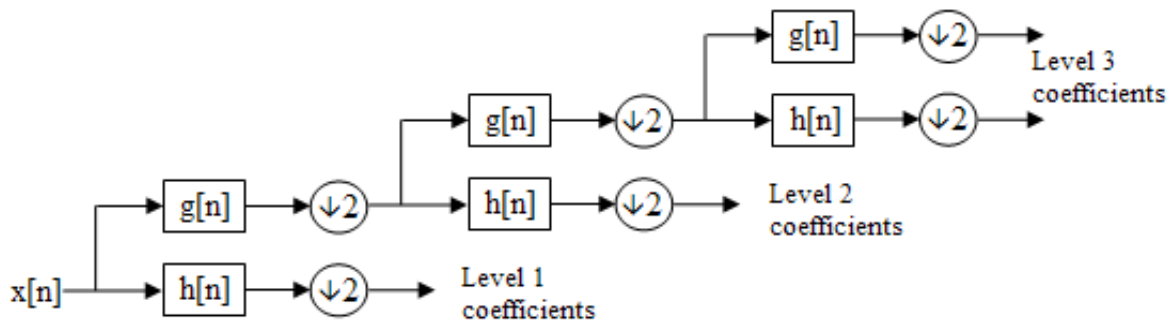 g[n] ↓2
Level 3
coefficients
g[n] ↓2 h[n] ↓2
g[n] ↓2 h[n] ↓2 Level 2
coefficients
x[n] h[n] ↓2 Level 1
coefficients